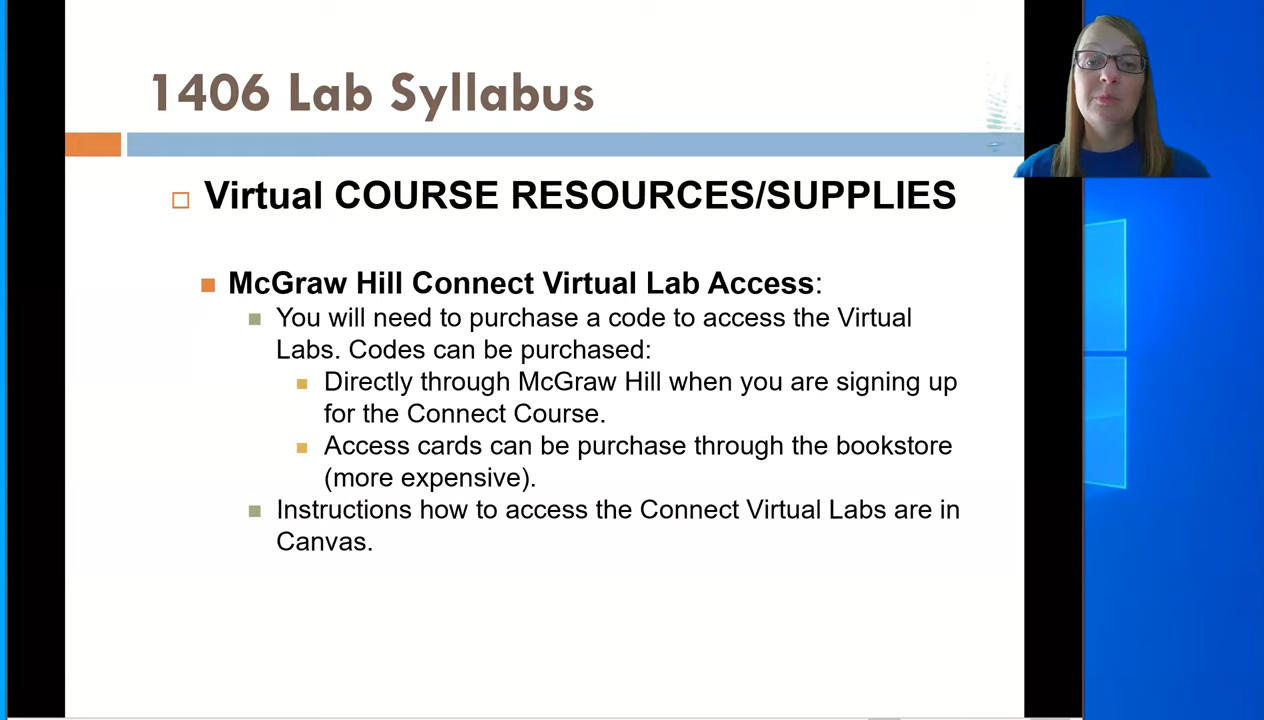 1406 Lab Syllabus
Virtual COURSE RESOURCES/SUPPLIES
McGraw Hill Connect Virtual Lab Access:
You will need to purchase a code to access the Virtual
Labs. Codes can be purchased:
Directly through McGraw Hill when you are signing up
for the Connect Course.
Access cards can be purchase through the bookstore
(more expensive).
Instructions how to access the Connect Virtual Labs are in
Canvas.